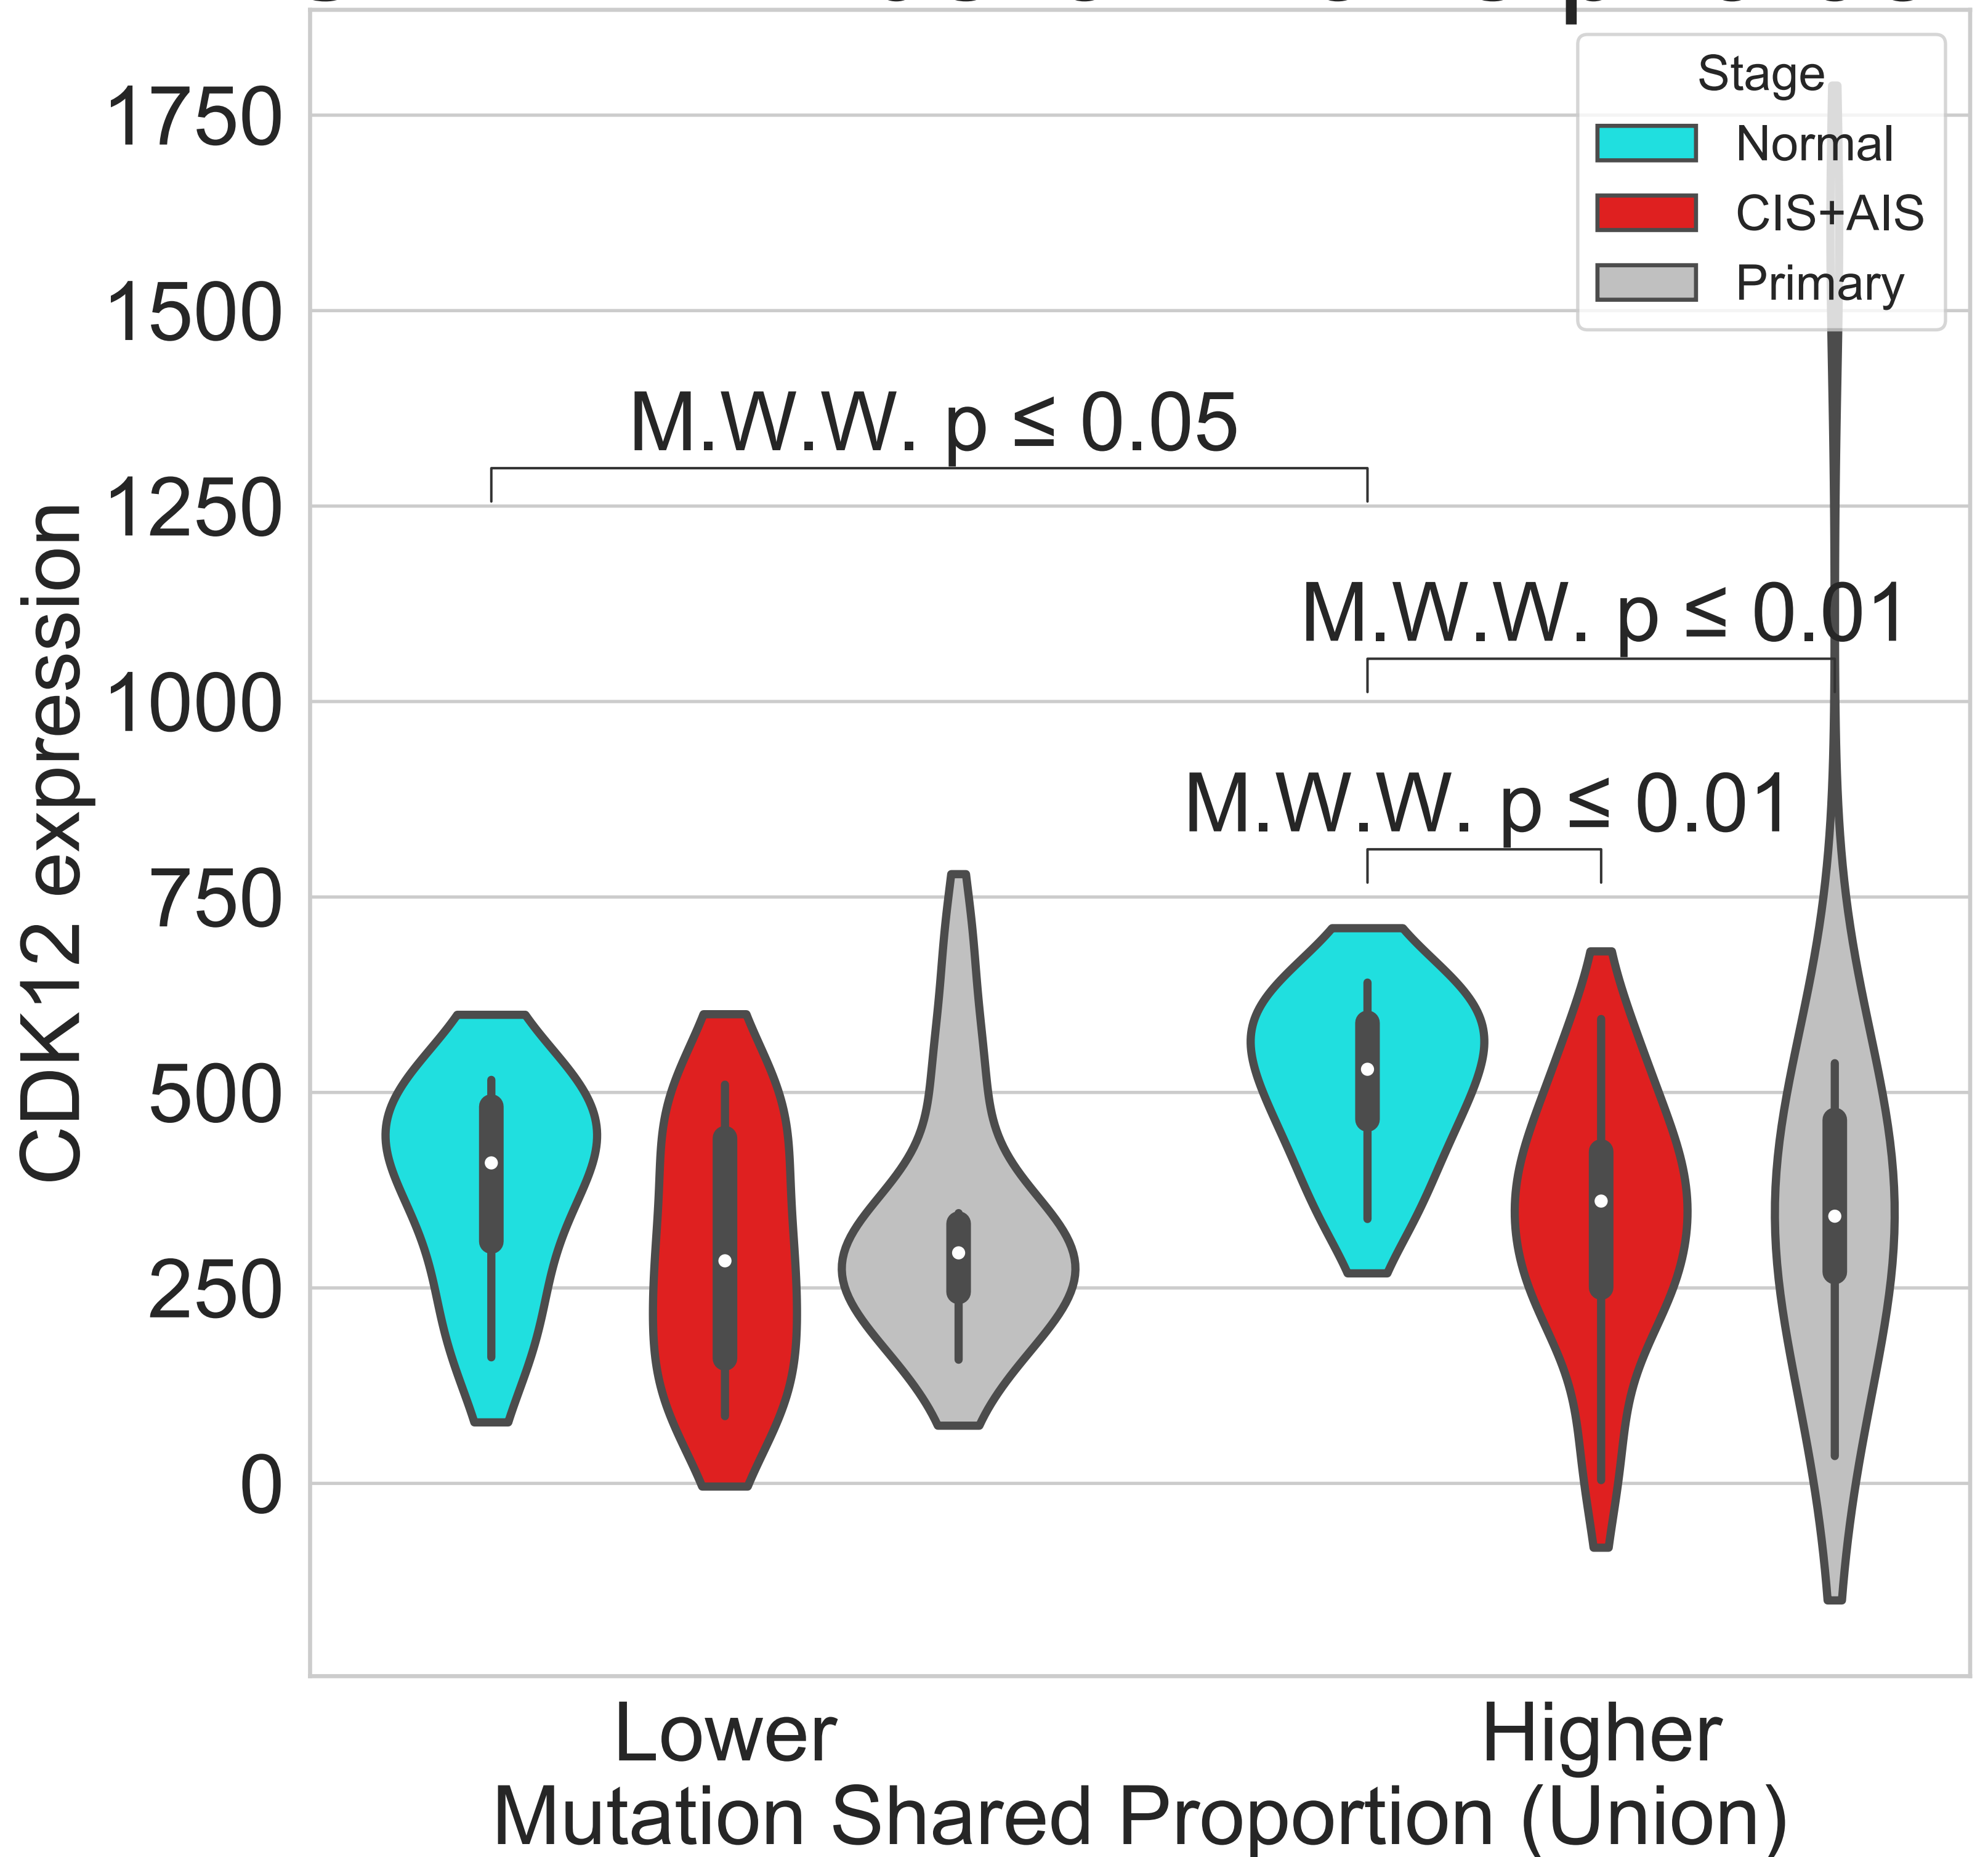 Stage
Normal
CIS+AIS
Primary
1750
1500
1250
1000
750
500
250
0
CDK12 expression
M.W.W. p ≤ 0.05
M.W.W. p ≤ 0.01
M.W.W. p ≤ 0.01
Lower
Higher
Mutation Shared Proportion (Union)